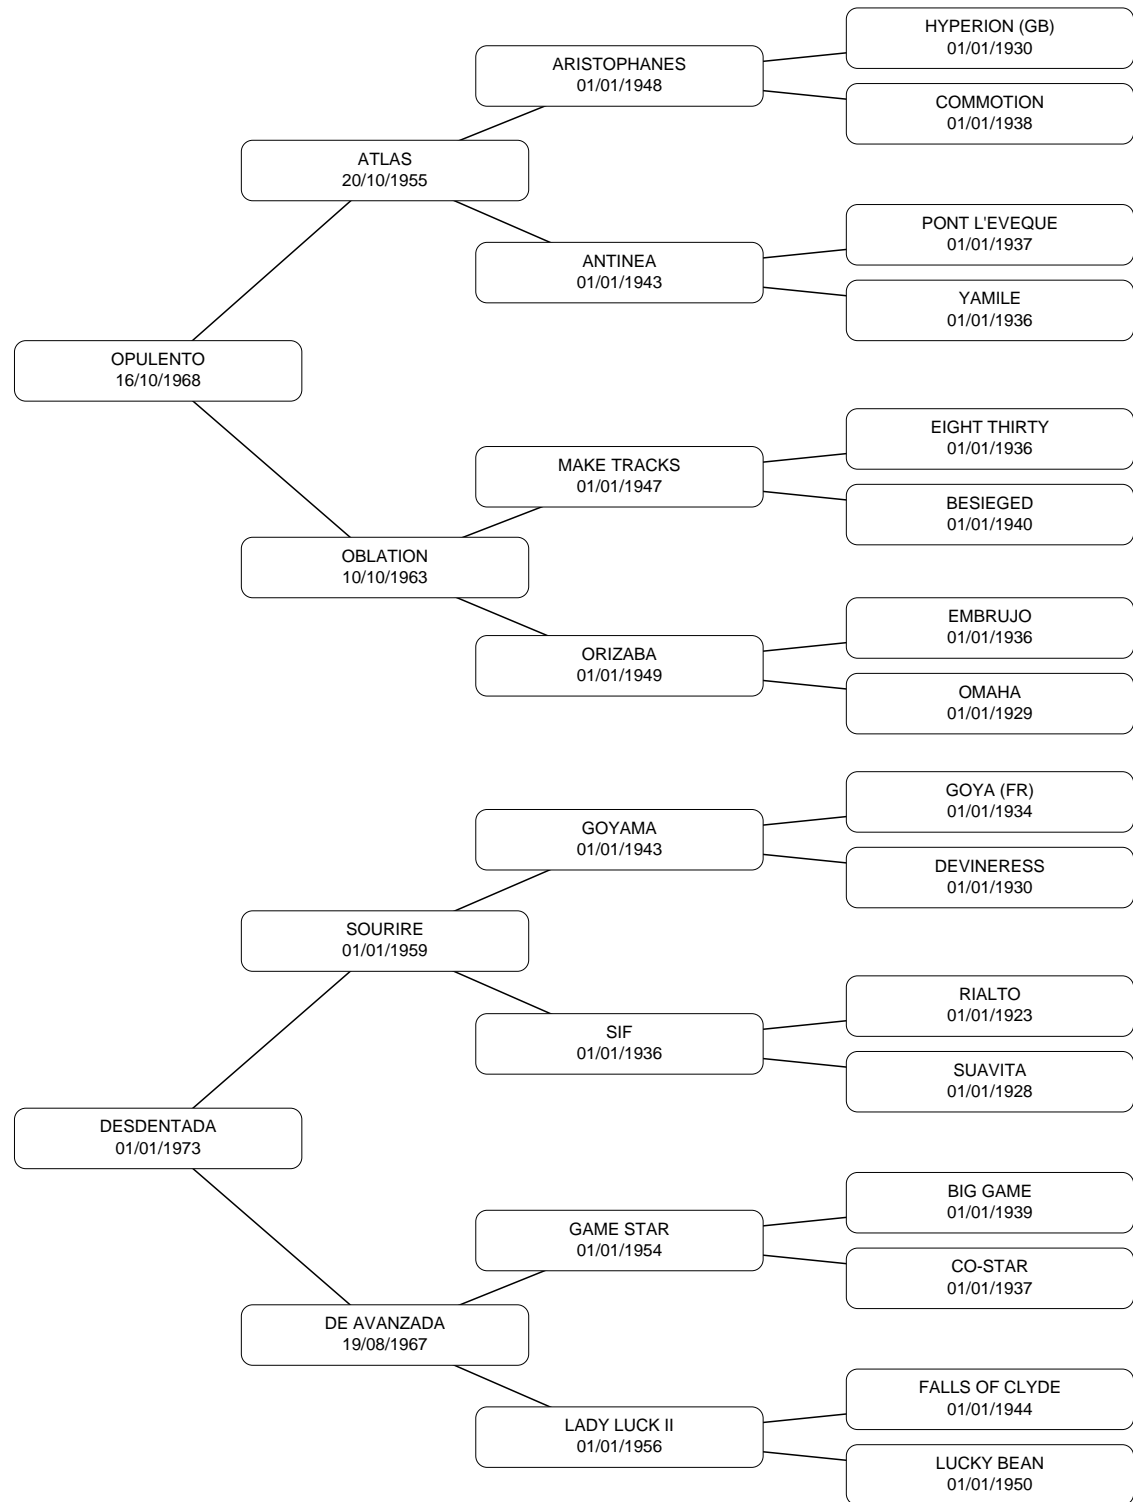 HYPERION (GB)
01/01/1930
ARISTOPHANES
01/01/1948
COMMOTION
01/01/1938
ATLAS
20/10/1955
PONT L'EVEQUE
01/01/1937
ANTINEA
01/01/1943
YAMILE
01/01/1936
OPULENTO
16/10/1968
EIGHT THIRTY
01/01/1936
MAKE TRACKS
01/01/1947
BESIEGED
01/01/1940
OBLATION
10/10/1963
EMBRUJO
01/01/1936
ORIZABA
01/01/1949
OMAHA
01/01/1929
GOYA (FR)
01/01/1934
GOYAMA
01/01/1943
DEVINERESS
01/01/1930
SOURIRE
01/01/1959
RIALTO
01/01/1923
SIF
01/01/1936
SUAVITA
01/01/1928
DESDENTADA
01/01/1973
BIG GAME
01/01/1939
GAME STAR
01/01/1954
CO-STAR
01/01/1937
DE AVANZADA
19/08/1967
FALLS OF CLYDE
01/01/1944
LADY LUCK II
01/01/1956
LUCKY BEAN
01/01/1950